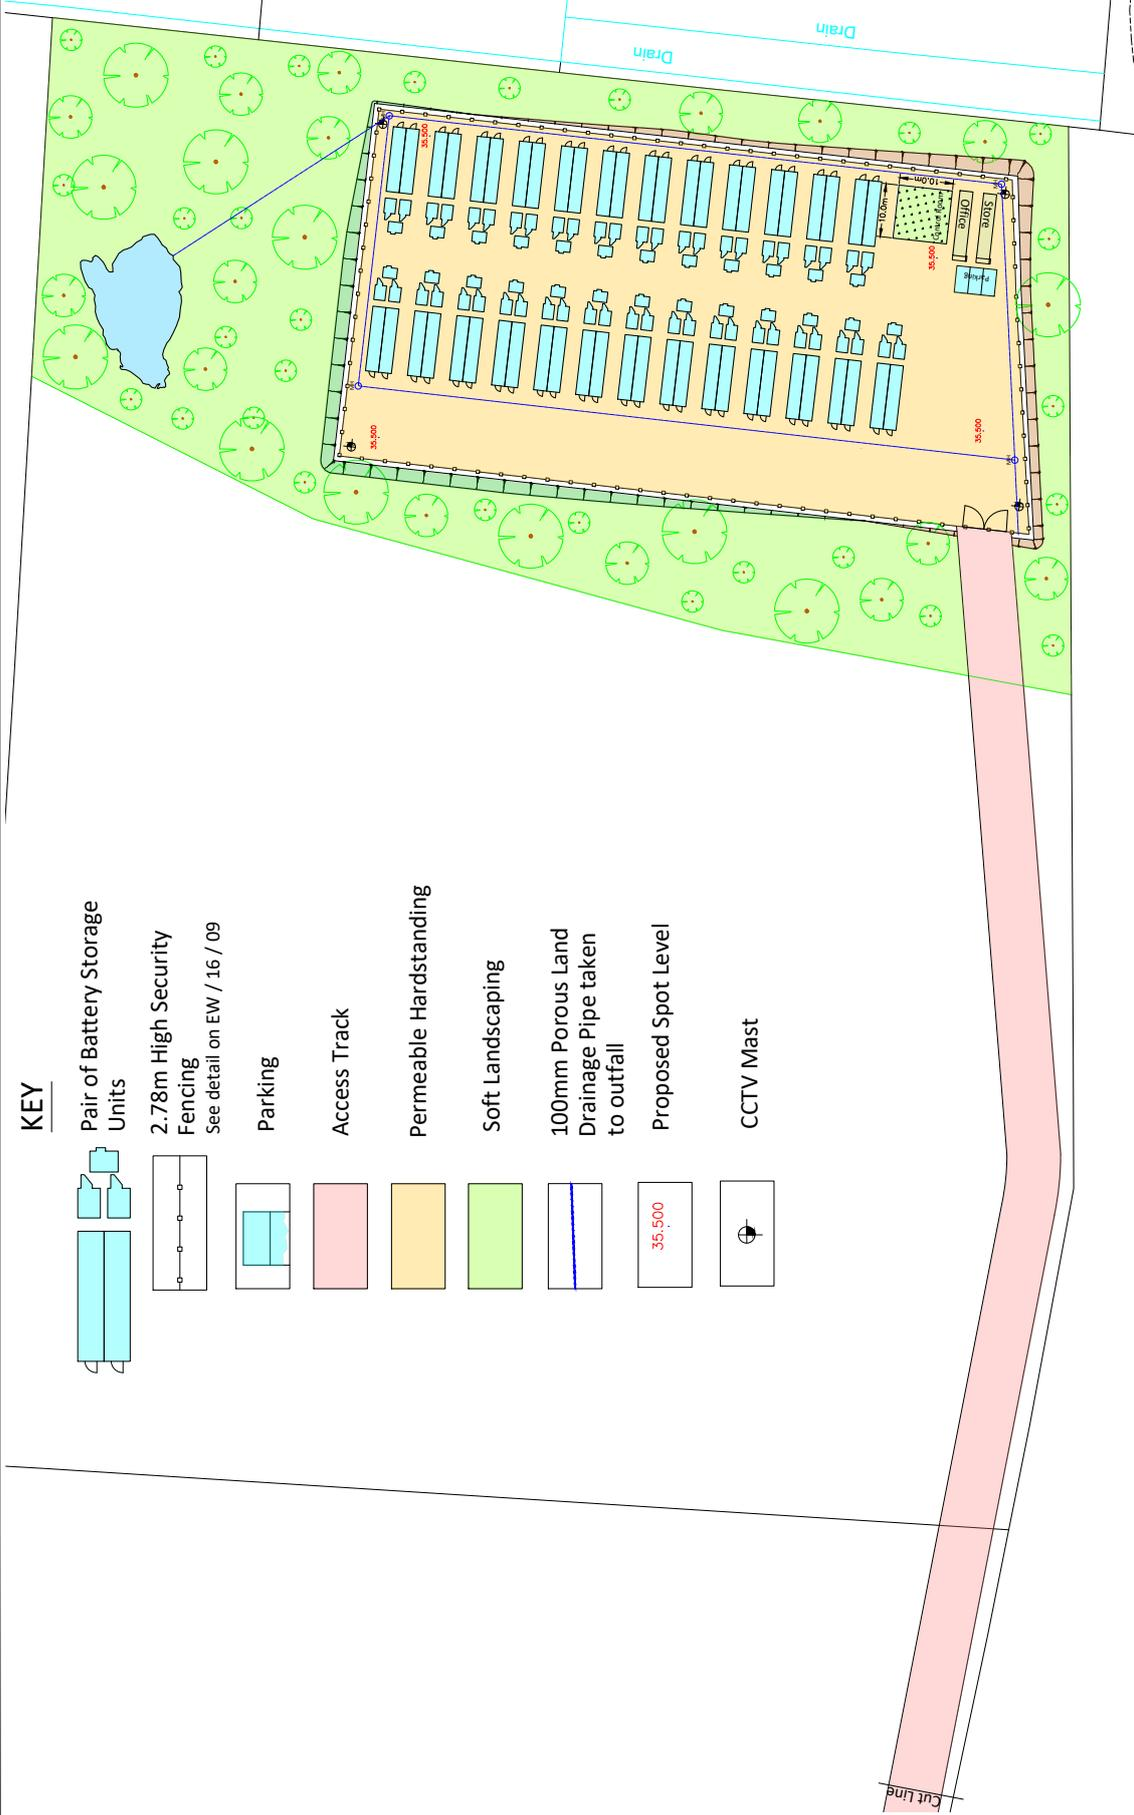 Drain
Drain
35.500
10.0m
10.0m
Store
Office
35.500
Parking
35.500
35.500
KEY
Pair of Battery Storage
Units
2.78m High Security
Fencing
See detail on EW / 16 / 09
Parking
Access Track
Permeable Hardstanding
Soft Landscaping
100mm Porous Land
Drainage Pipe taken
to outfall
35.500
Proposed Spot Level
CCTV Mast
Cut Line